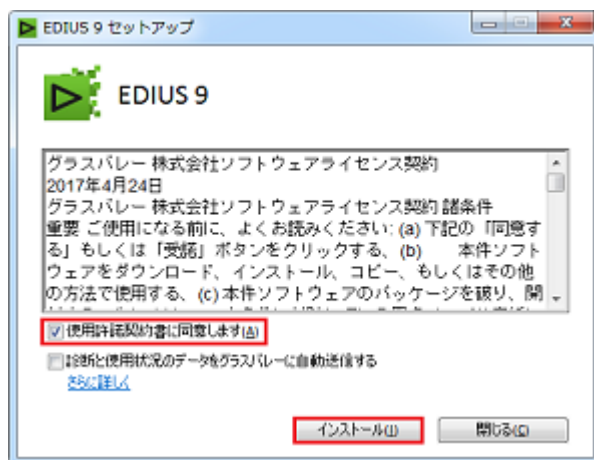 EDIUS 9 セットアップ
EDIUS 9
グラスバレー 株式会社ソフトウェアライセンス契約
2017年4月24日
グラスバレー 株式会社ソフトウェアライセンス契約 諸条件
重要 ご使用になる前に、よくお読みください: (a) 下記の「同意す
る」もしくは「受諾」ボタンをクリックする、(b) 本件ソフト
ウェアをダウンロード、インストール、コピー、もしくはその他
の方法で使用する、(c) 本件ソフトウェアのパッケージを破り、開
使用許諾契約書に同意します(A)
診断と使用状況のデータをグラスバレーに自動送信する
さらに詳しく
インストール(I) 閉じる(C)